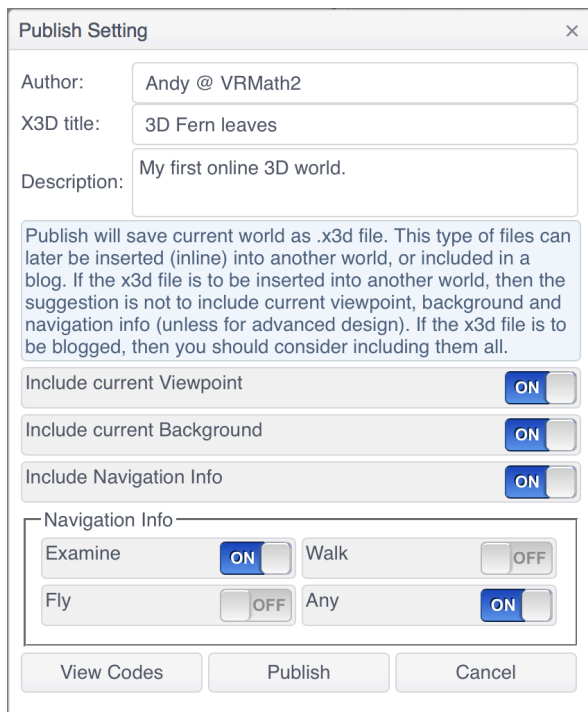 Publish Setting ×
Author: Andy @ VRMath2
X3D title: 3D Fern leaves
Description: My first online 3D world.
Publish will save current world as .x3d file. This type of files can
later be inserted (inline) into another world, or included in a
blog. If the x3d file is to be inserted into another world, then the
suggestion is not to include current viewpoint, background and
navigation info (unless for advanced design). If the x3d file is to
be blogged, then you should consider including them all.
Include current Viewpoint ON
Include current Background ON
Include Navigation Info ON
Navigation Info
Examine ON Walk OFF
Fly OFF Any ON
View Codes Publish Cancel